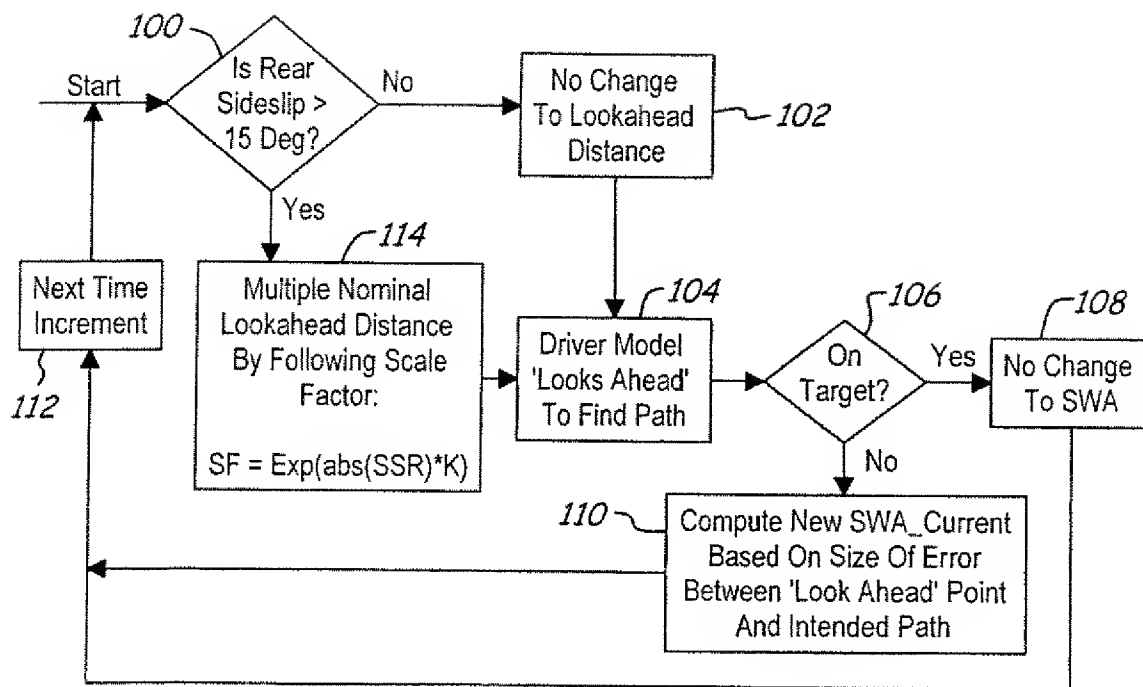 100
Start
Is Rear
Sideslip >
15 Deg?
No
No Change
To Lookahead
Distance
102
Yes
114
Multiple Nominal
Lookahead Distance
By Following Scale
Factor:
SF = Exp(abs(SSR)*K)
Next Time
Increment
112
104
Driver Model
'Looks Ahead'
To Find Path
106
On
Target?
Yes
108
No Change
To SWA
No
110
Compute New SWA_Current
Based On Size Of Error
Between 'Look Ahead' Point
And Intended Path